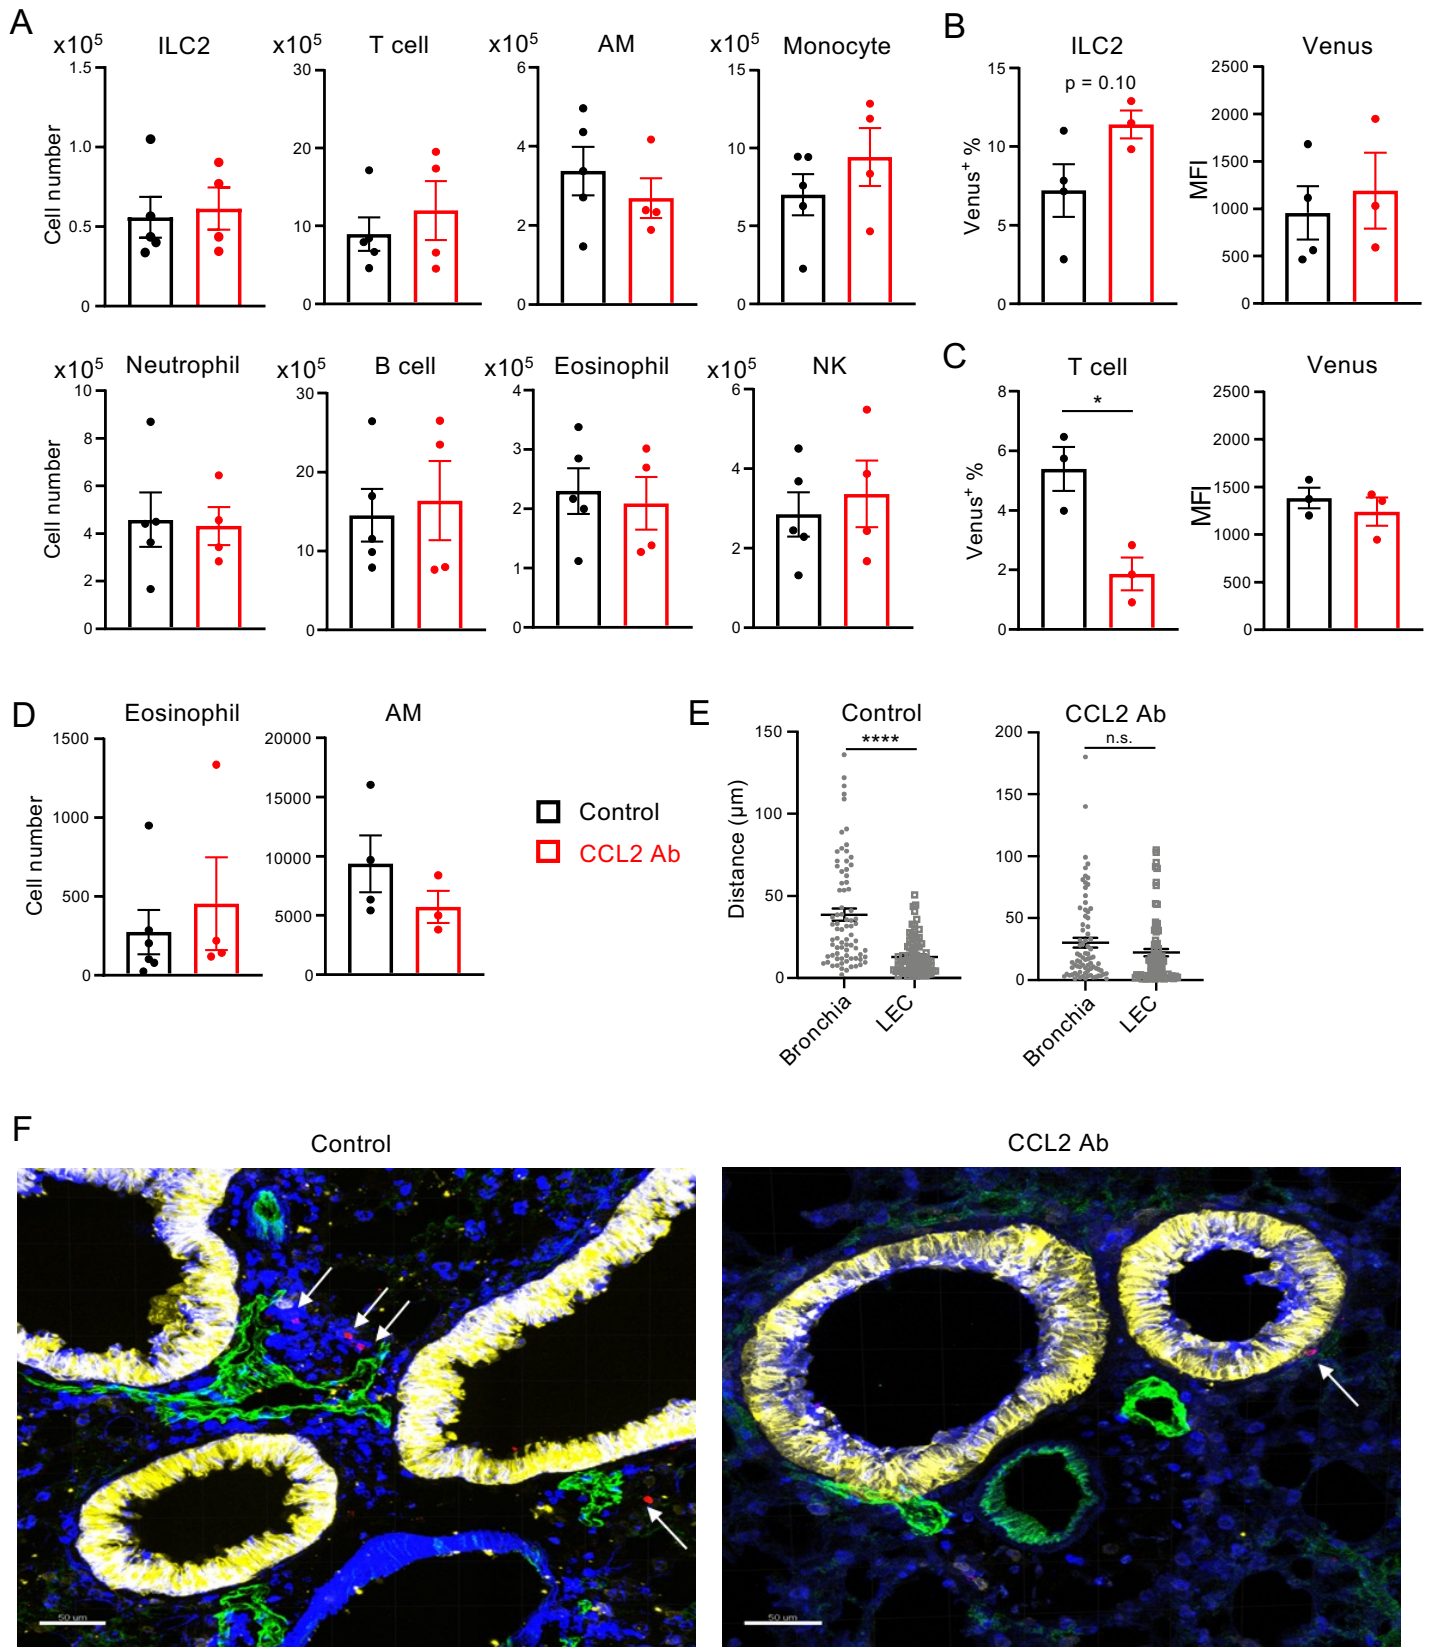 A
x10⁵ ILC2
Cell number
1.5
1.0
0.5
0
x10⁵ T cell
30
20
10
0
x10⁵ AM
6
4
2
0
x10⁵ Monocyte
15
10
5
0
B
ILC2
p = 0.10
Venus⁺ %
15
10
5
0
Venus
MFI
2500
2000
1500
1000
500
0
x10⁵ Neutrophil
Cell number
10
8
6
4
2
0
x10⁵ B cell
30
20
10
0
x10⁵ Eosinophil
4
3
2
1
0
x10⁵ NK
6
4
2
0
C
T cell
*
Venus⁺ %
8
6
4
2
0
Venus
MFI
2500
2000
1500
1000
500
0
D
Eosinophil
Cell number
1500
1000
500
0
AM
20000
15000
10000
5000
0
Control
CCL2 Ab
E
Control
****
Distance (μm)
150
100
50
0
Bronchia
LEC
CCL2 Ab
n.s.
200
150
100
50
0
Bronchia
LEC
F
Control
50 um
CCL2 Ab
50 um